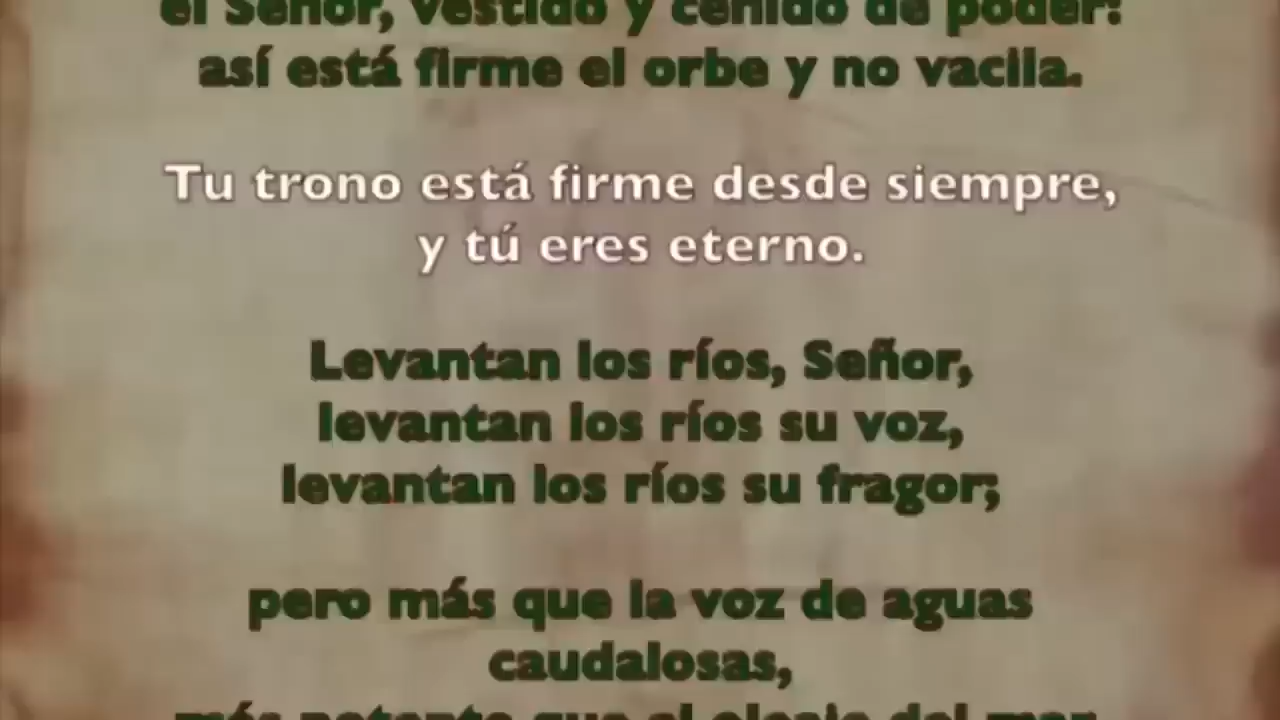 el Señor, vestido y ceñido de poder:
así está firme el orbe y no vacila.
Tu trono está firme desde siempre,
y tú eres eterno.
Levantan los ríos, Señor,
levantan los ríos su voz,
levantan los ríos su fragor;
pero más que la voz de aguas
caudalosas,
más potente que el oleaje del mar